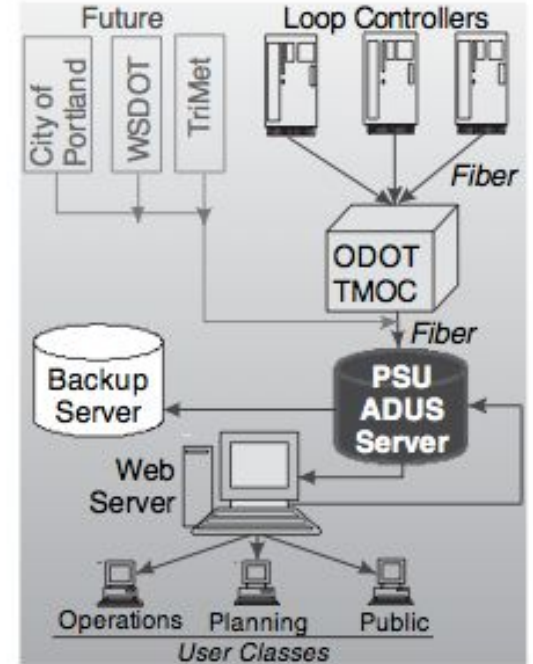 Future
Loop Controllers
City of
Portland
WSDOT
TriMet
Fiber
ODOT
TMOC
Fiber
PSU
ADUS
Server
Backup
Server
Web
Server
Operations
Planning
Public
User Classes